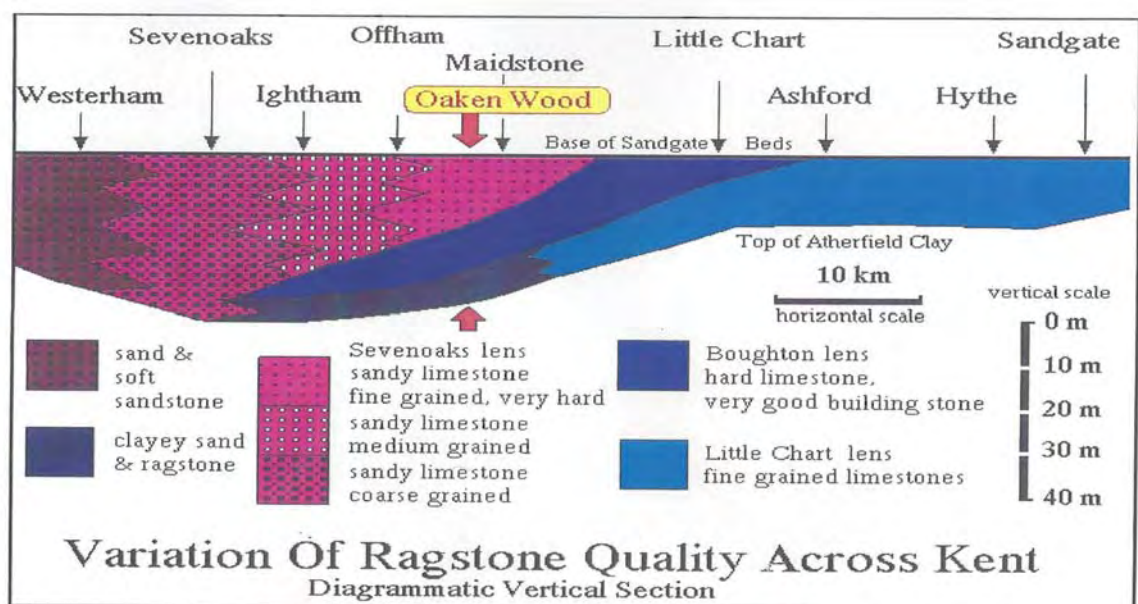 Sevenoaks Offham Little Chart Sandgate
Maidstone
Westerham Ightham Oaken Wood Ashford Hythe
Base of Sandgate Beds
Top of Atherfield Clay
10 km
horizontal scale
vertical scale
0 m
10 m
20 m
30 m
40 m
sand &
soft
sandstone
clayey sand
& ragstone
Sevenoaks lens
sandy limestone
fine grained, very hard
sandy limestone
medium grained
sandy limestone
coarse grained
Boughton lens
hard limestone,
very good building stone
Little Chart lens
fine grained limestones
Variation Of Ragstone Quality Across Kent
Diagrammatic Vertical Section